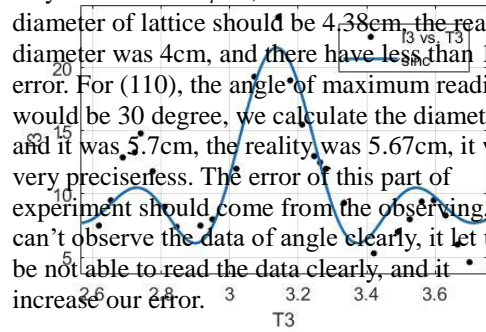 diameter of lattice should be 4.38cm, the rea
diameter was 4cm, and there have less than 1
error. For (110), the angle of maximum readi
would be 30 degree, we calculate the diamet
and it was 5.7cm, the reality was 5.67cm, it
very preciseness. The error of this part of
experiment should come from the observing,
can't observe the data of angle clearly, it let
be not able to read the data clearly, and it
increase our error.
I3 vs. T3
sinc
20
15
10
5
2.6 2.8 3 3.2 3.4 3.6
T3